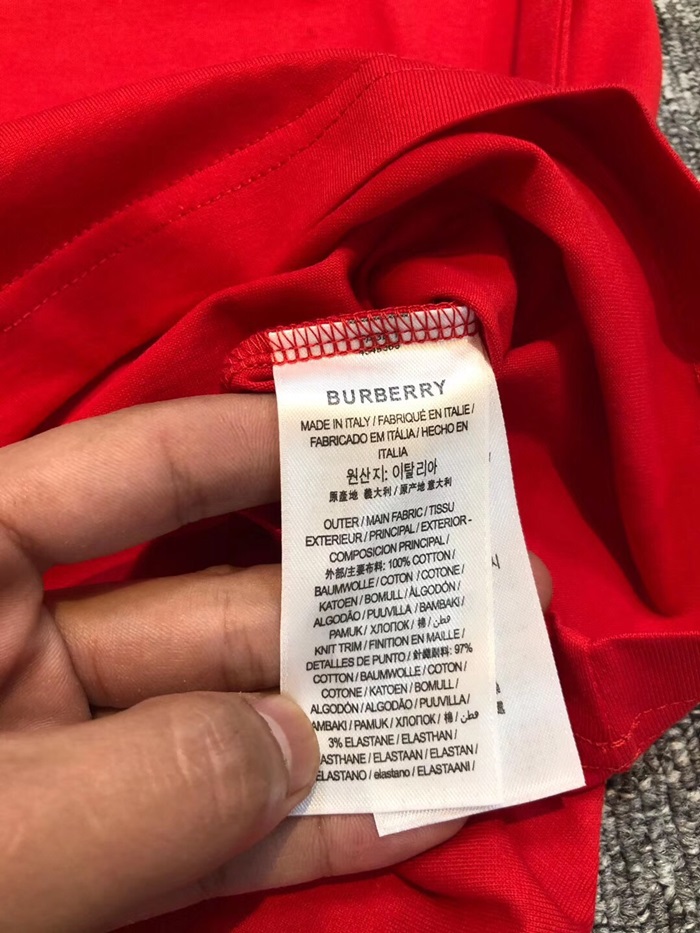 BURBERRY
MADE IN ITALY / FABRIQUÉ EN ITALIE /
FABRICADO EM ITÁLIA / HECHO EN
ITALIA
원산지: 이탈리아
原產地 義大利 / 原产地 意大利
OUTER / MAIN FABRIC / TISSU
EXTERIEUR / PRINCIPAL / EXTERIOR -
COMPOSICION PRINCIPAL /
外部/主要布料: 100% COTTON /
BAUMWOLLE / COTON / COTONE /
KATOEN / BOMULL / ALGODÓN /
ALGODÃO / PUUVILLA / BAMBAKI /
PAMUK / ХЛОПОК / 棉 / قطن /
KNIT TRIM / FINITION EN MAILLE /
DETALLES DE PUNTO / 針織耐料: 97%
COTTON / BAUMWOLLE / COTON /
COTONE / KATOEN / BOMULL /
ALGODÓN / ALGODÃO / PUUVILLA /
AMBAKI / PAMUK / ХЛОПОК / 棉 / قطن /
3% ELASTANE / ELASTHAN /
ASTHANE / ELASTAAN / ELASTAN /
ELASTANO / elastano / ELASTAANI /